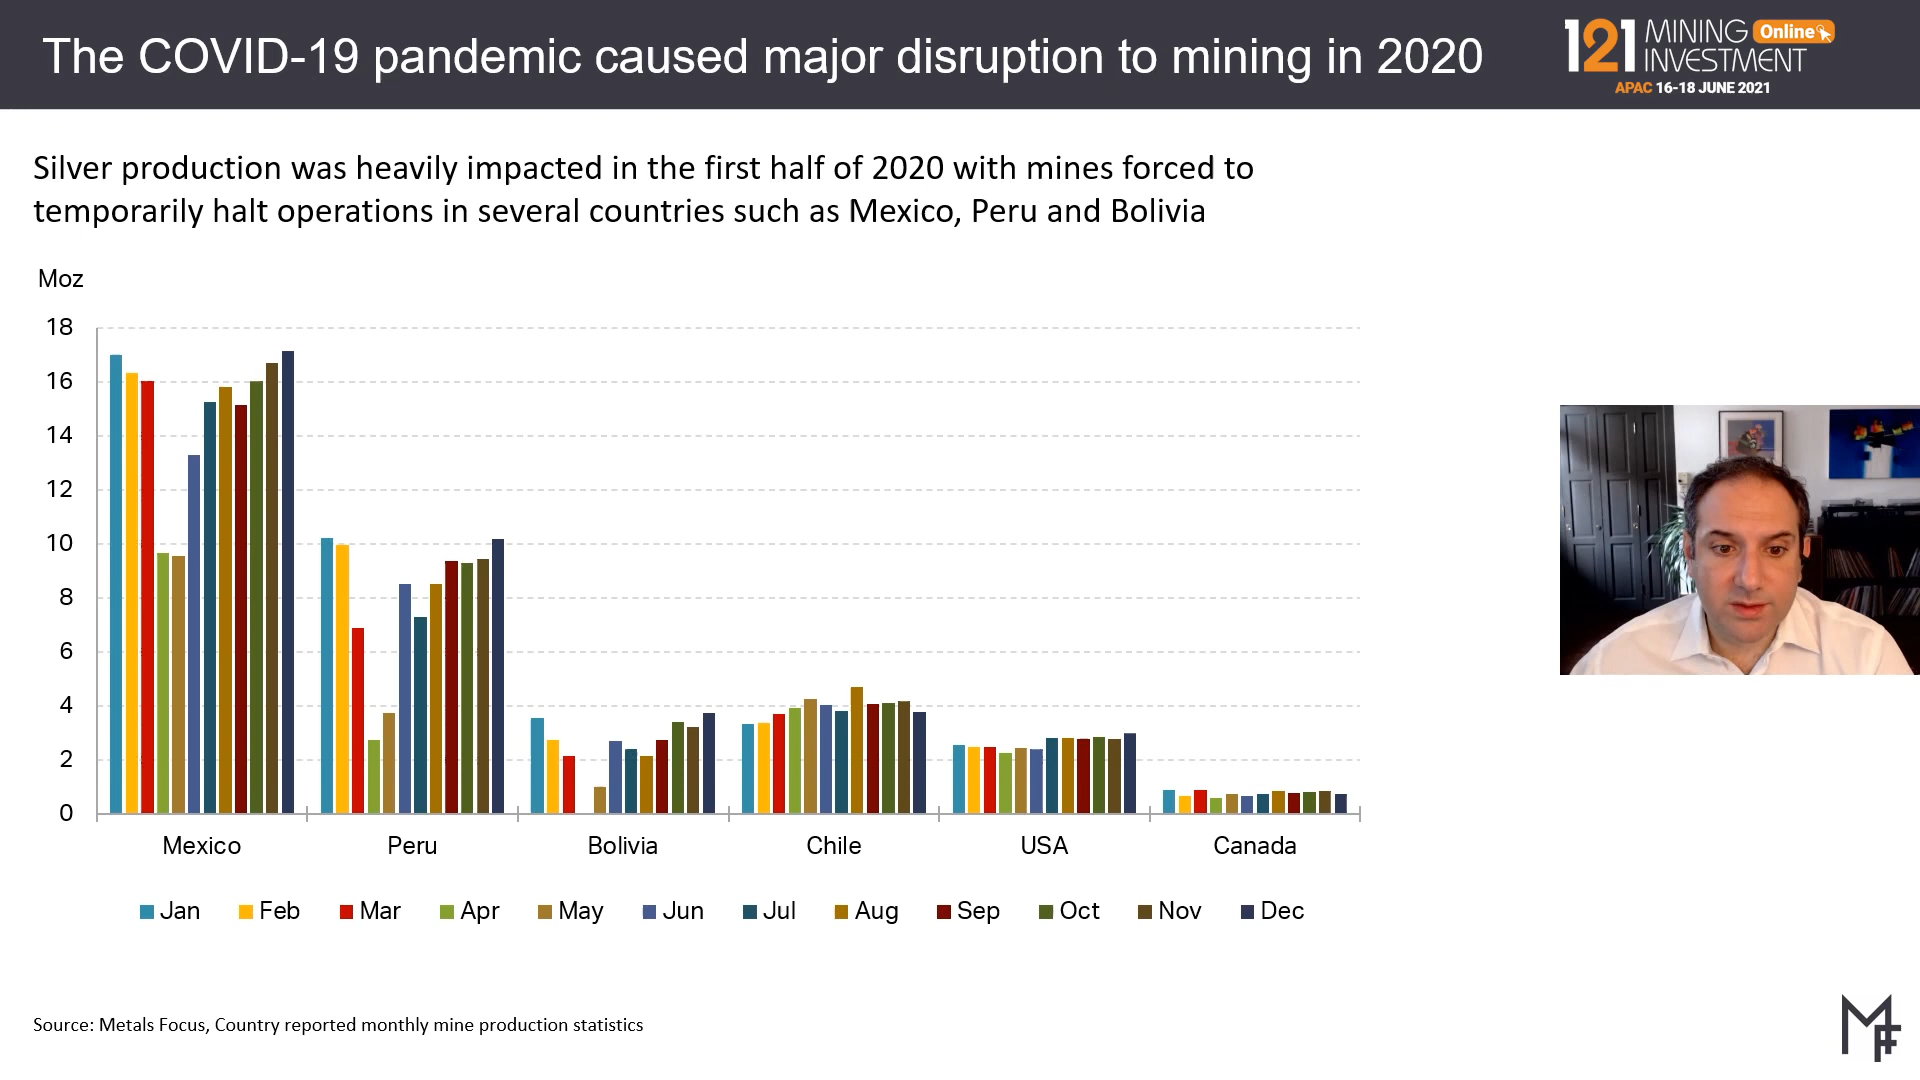 The COVID-19 pandemic caused major disruption to mining in 2020
121 MINING INVESTMENT Online
APAC 16-18 JUNE 2021
Silver production was heavily impacted in the first half of 2020 with mines forced to
temporarily halt operations in several countries such as Mexico, Peru and Bolivia
Moz
18
16
14
12
10
8
6
4
2
0
Mexico Peru Bolivia Chile USA Canada
Jan Feb Mar Apr May Jun Jul Aug Sep Oct Nov Dec
Source: Metals Focus, Country reported monthly mine production statistics
MF